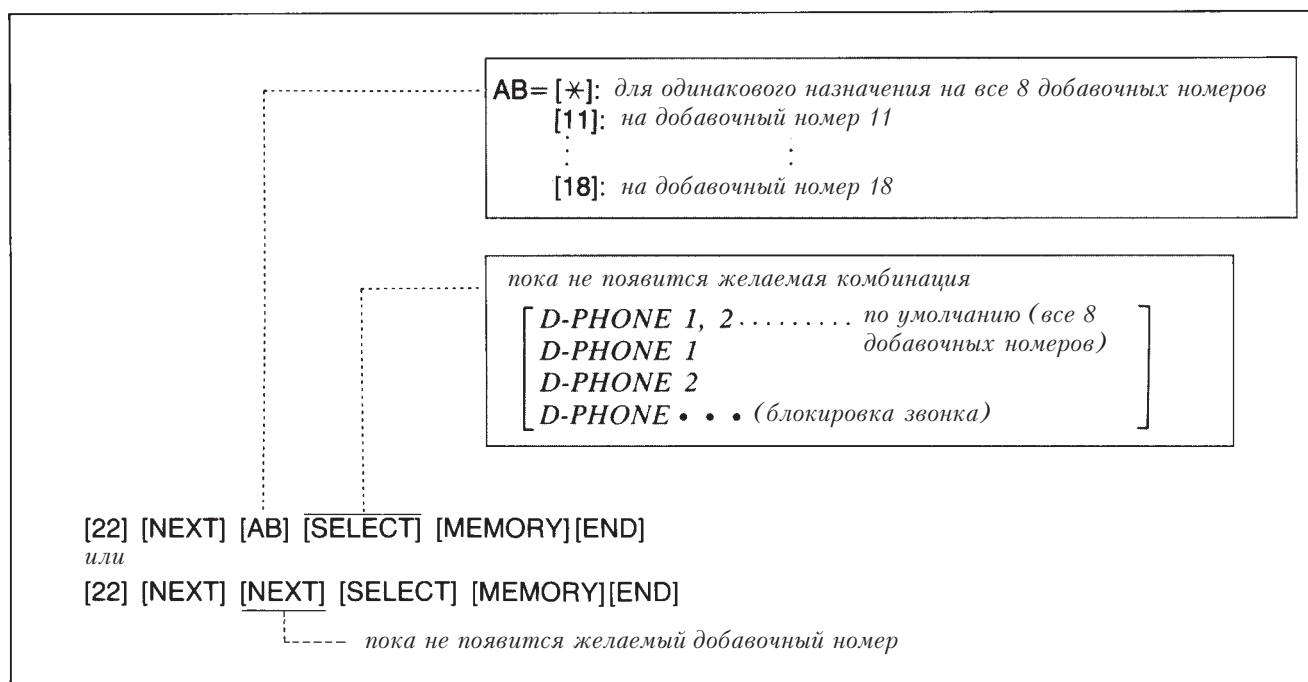 AB=[*]: для одинакового назначения на все 8 добавочных номеров
[11]: на добавочный номер 11
: :
[18]: на добавочный номер 18
пока не появится желаемая комбинация
D-PHONE 1, 2 ......... по умолчанию (все 8
D-PHONE 1 добавочных номеров)
D-PHONE 2
D-PHONE • • • (блокировка звонка)
[22] [NEXT] [AB] [SELECT] [MEMORY][END]
или
[22] [NEXT] [NEXT] [SELECT] [MEMORY][END]
пока не появится желаемый добавочный номер